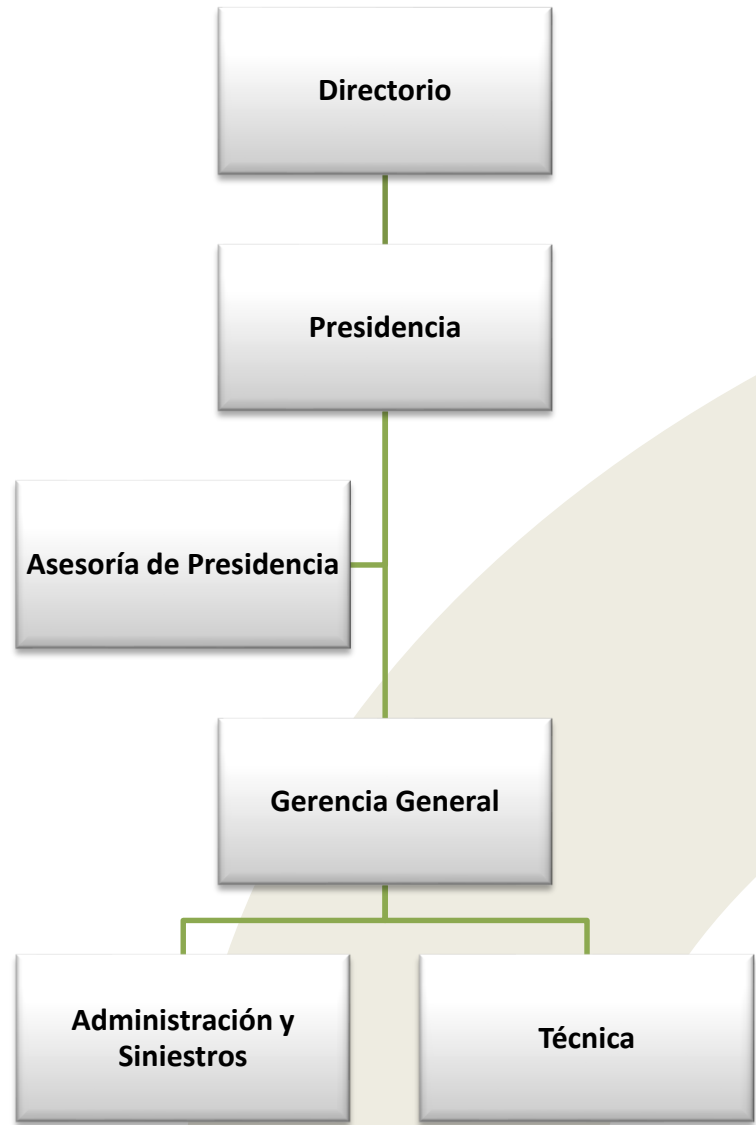 Directorio
Presidencia
Asesoría de Presidencia
Gerencia General
Administración y
Siniestros
Técnica